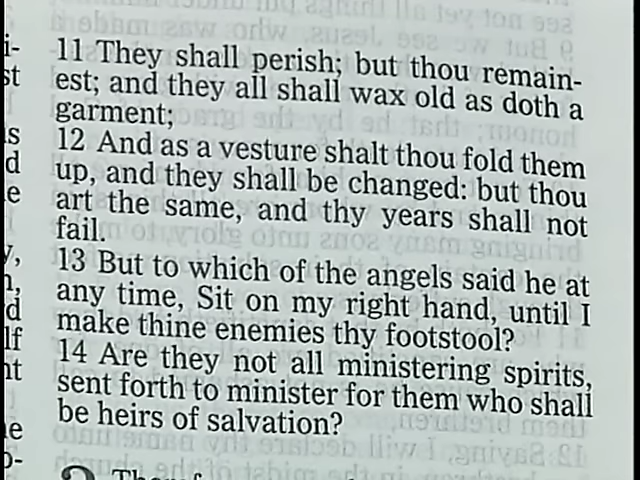 11 They shall perish; but thou remain-
est; and they all shall wax old as doth a
garment;
12 And as a vesture shalt thou fold them
up, and they shall be changed: but thou
art the same, and thy years shall not
fail.
13 But to which of the angels said he at
any time, Sit on my right hand, until I
make thine enemies thy footstool?
14 Are they not all ministering spirits,
sent forth to minister for them who shall
be heirs of salvation?